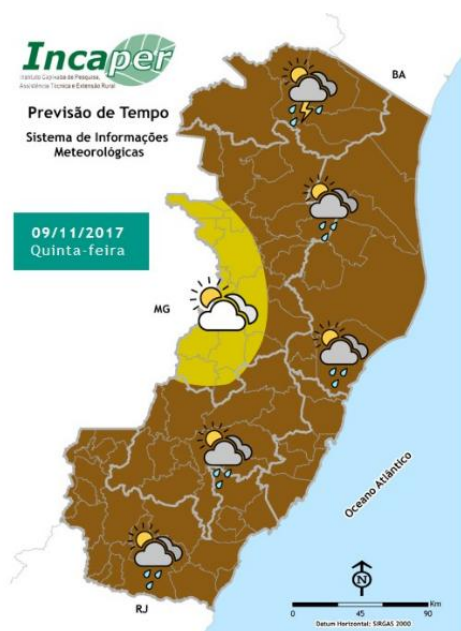 Incaper
Instituto Capixaba de Pesquisa,
Assistência Técnica e Extensão Rural
Previsão de Tempo
Sistema de Informações
Meteorológicas
09/11/2017
Quinta-feira
BA
MG
Oceano Atlântico
N
RJ
Km
0 45 90
Datum Horizontal: SIRGAS 2000